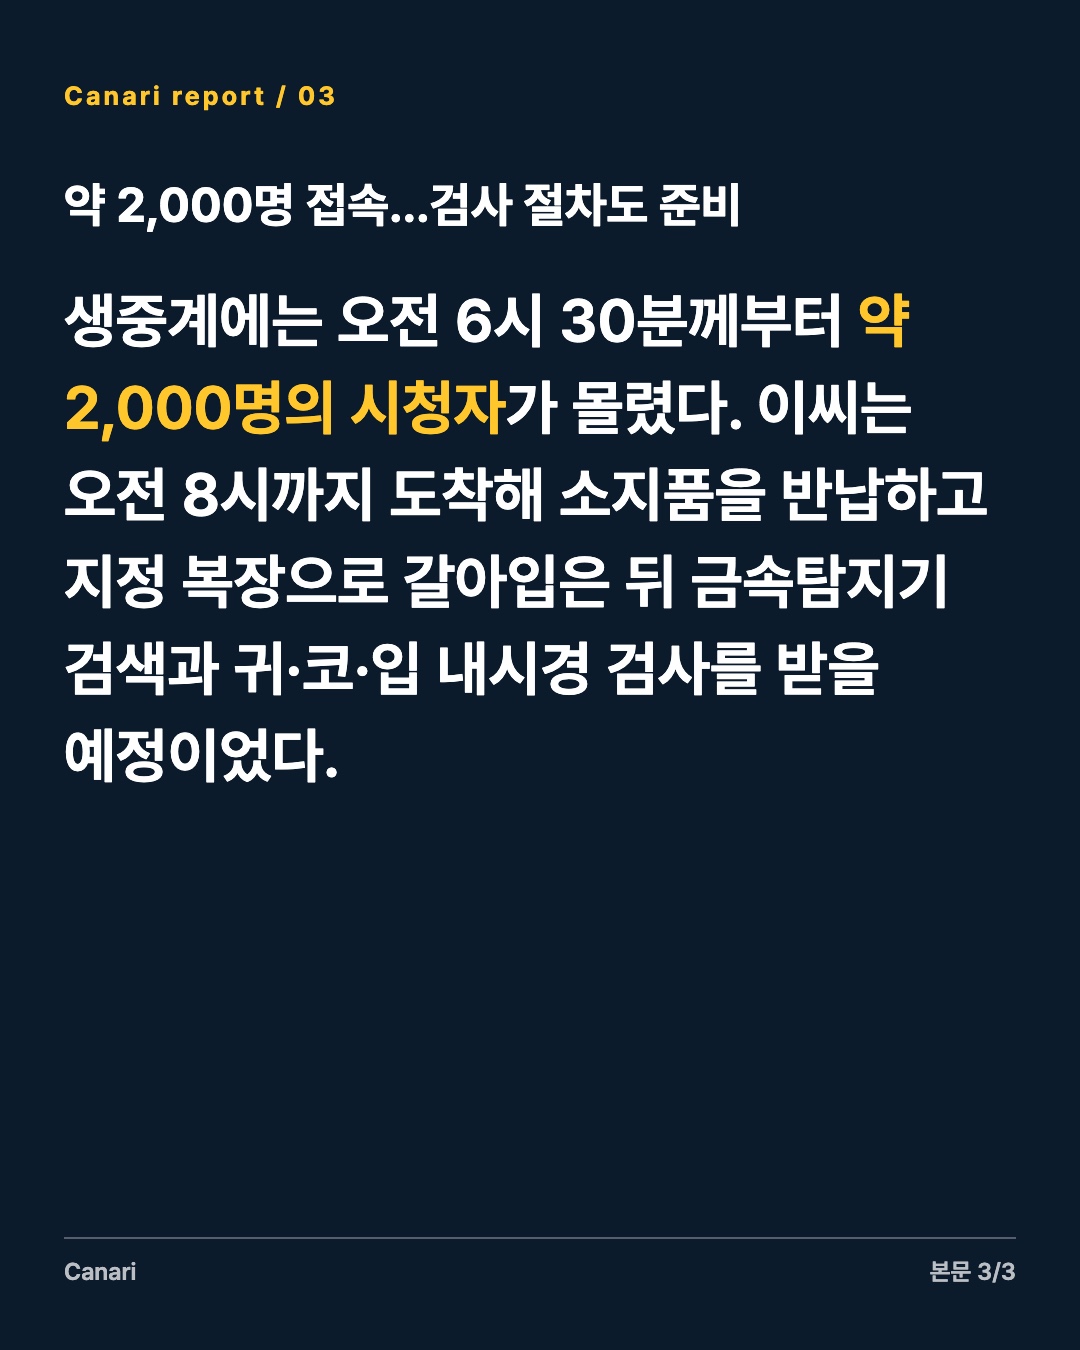 Canari report / 03
약 2,000명 접속...검사 절차도 준비
생중계에는 오전 6시 30분께부터 약
2,000명의 시청자가 몰렸다. 이씨는
오전 8시까지 도착해 소지품을 반납하고
지정 복장으로 갈아입은 뒤 금속탐지기
검색과 귀·코·입 내시경 검사를 받을
예정이었다.
Canari
본문 3/3